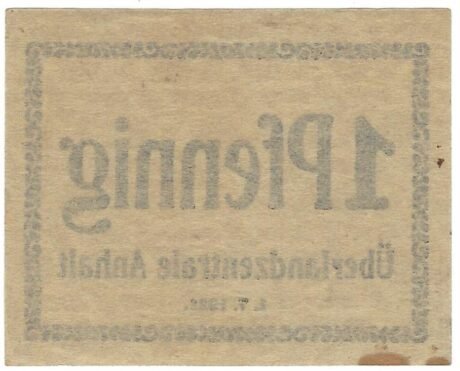 1 Pfennig
Überlandzentrale Anhalt